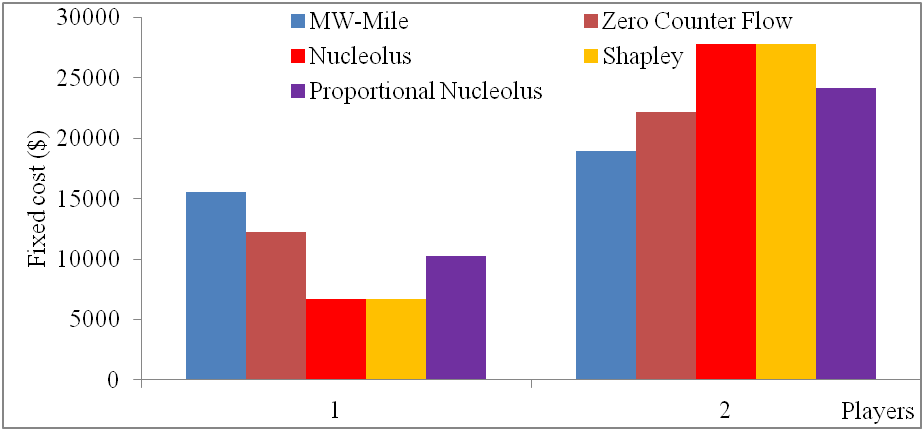 30000
25000
20000
15000
10000
5000
0
Fixed cost ($)
MW-Mile
Zero Counter Flow
Nucleolus
Shapley
Proportional Nucleolus
1
2
Players